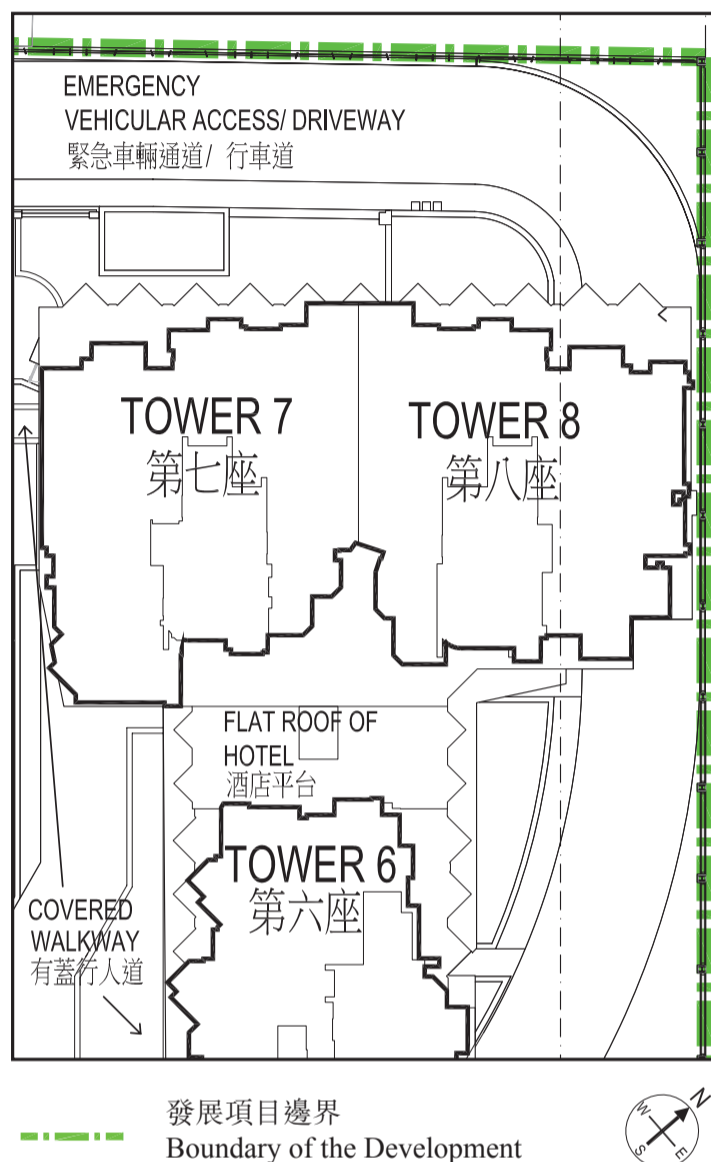 EMERGENCY
VEHICULAR ACCESS/ DRIVEWAY
緊急車輛通道/ 行車道
TOWER 7
第七座
TOWER 8
第八座
FLAT ROOF OF
HOTEL
酒店平台
TOWER 6
第六座
COVERED
WALKWAY
有蓋行人道
發展項目邊界
Boundary of the Development
N
W
S
E